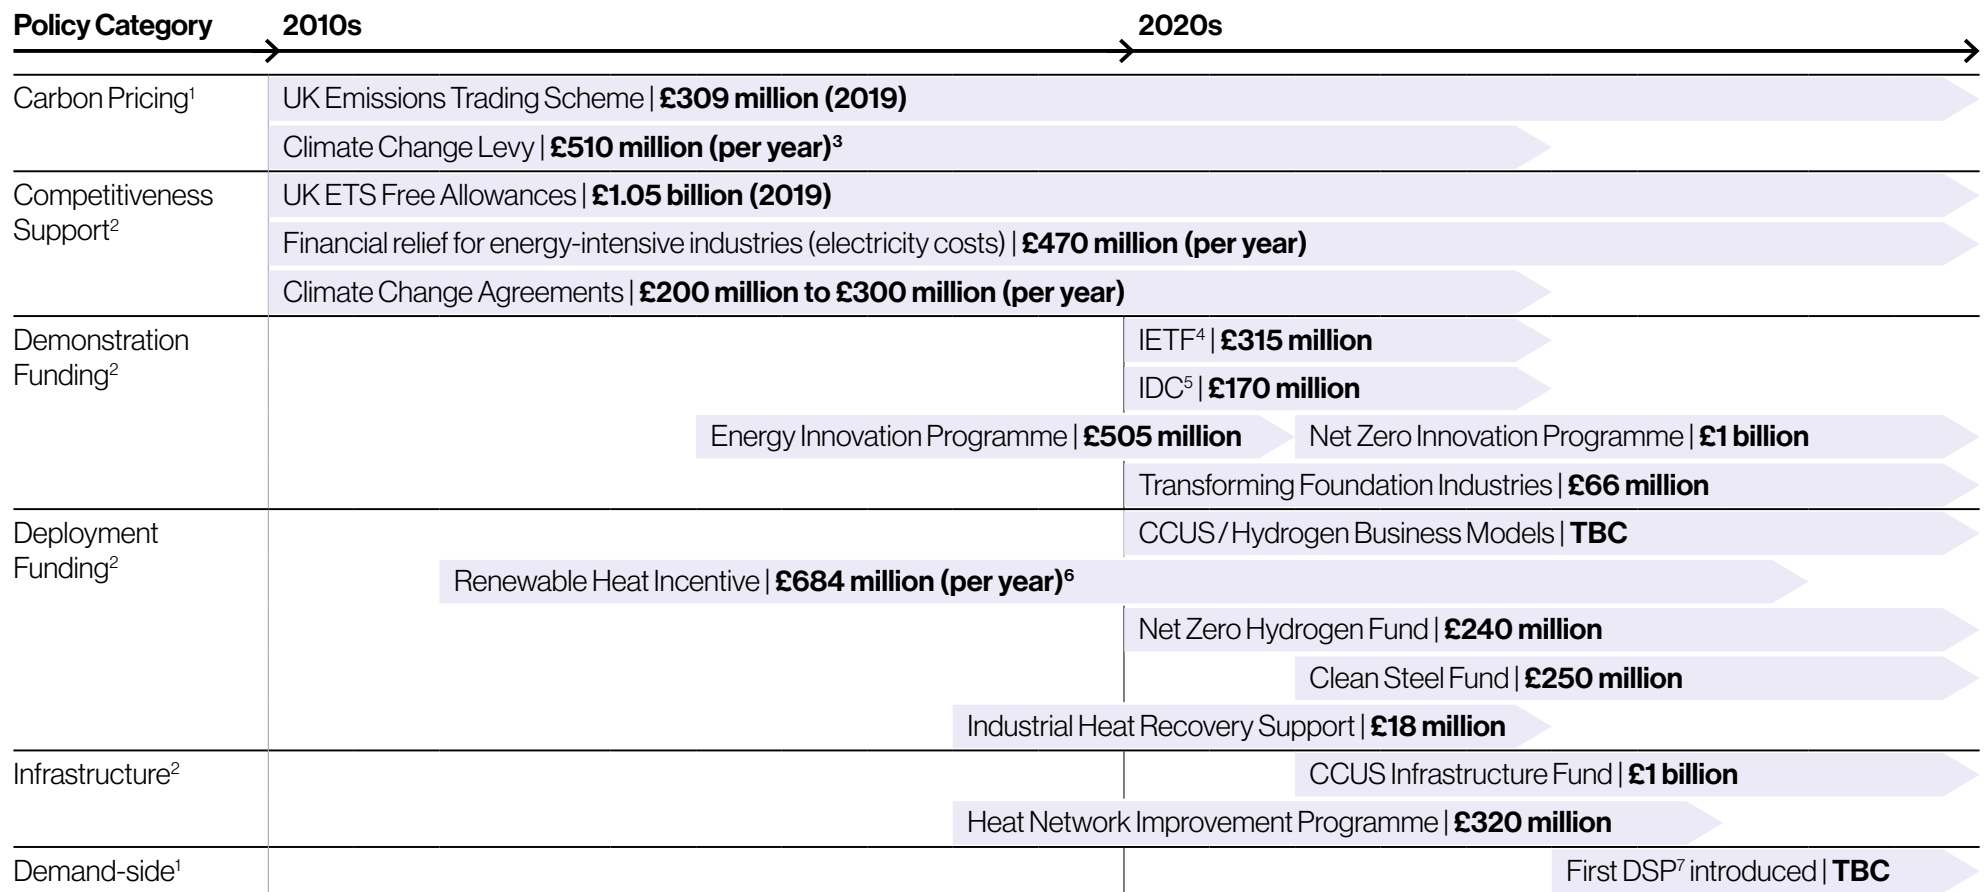 Policy Category 2010s 2020s
Carbon Pricing¹ UK Emissions Trading Scheme | £309 million (2019)
Climate Change Levy | £510 million (per year)³
Competitiveness UK ETS Free Allowances | £1.05 billion (2019)
Support² Financial relief for energy-intensive industries (electricity costs) | £470 million (per year)
Climate Change Agreements | £200 million to £300 million (per year)
Demonstration IETF⁴ | £315 million
Funding² IDC⁵ | £170 million
Energy Innovation Programme | £505 million Net Zero Innovation Programme | £1 billion
Transforming Foundation Industries | £66 million
Deployment CCUS / Hydrogen Business Models | TBC
Funding² Renewable Heat Incentive | £684 million (per year)⁶
Net Zero Hydrogen Fund | £240 million
Clean Steel Fund | £250 million
Industrial Heat Recovery Support | £18 million
Infrastructure² CCUS Infrastructure Fund | £1 billion
Heat Network Improvement Programme | £320 million
Demand-side¹ First DSP⁷ introduced | TBC